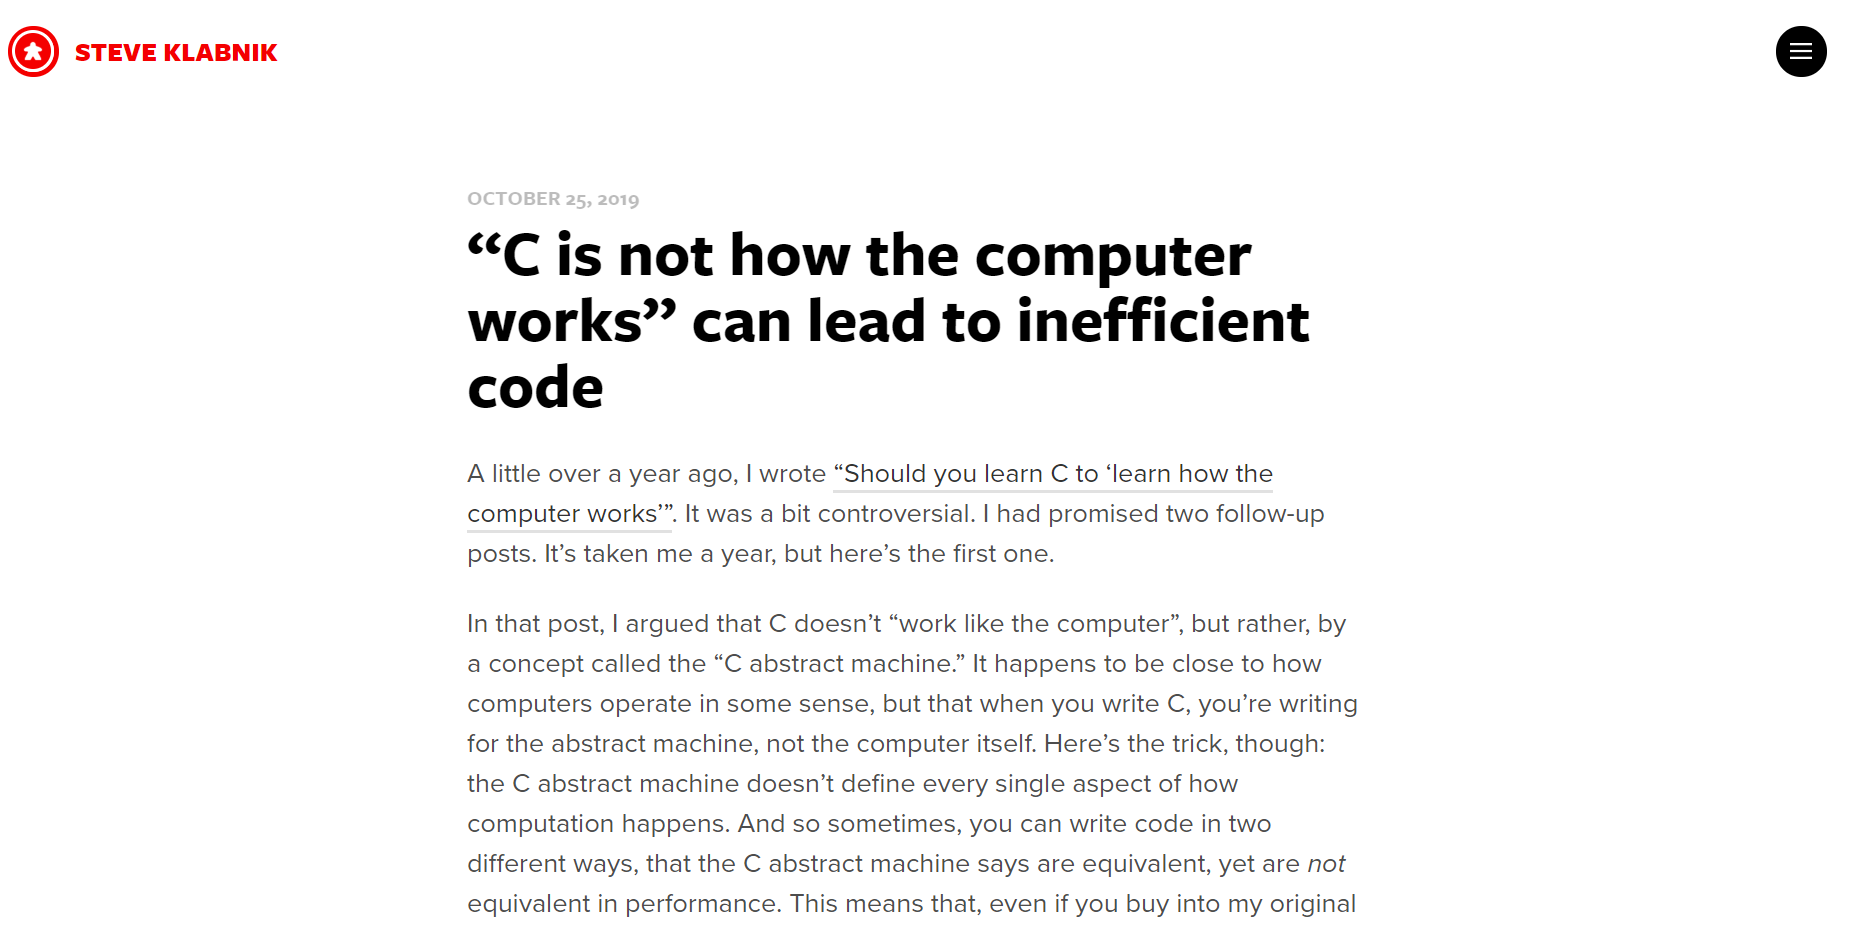 STEVE KLABNIK
OCTOBER 25, 2019
“C is not how the computer
works” can lead to inefficient
code
A little over a year ago, I wrote “Should you learn C to ‘learn how the
computer works’”. It was a bit controversial. I had promised two follow-up
posts. It’s taken me a year, but here’s the first one.
In that post, I argued that C doesn’t “work like the computer”, but rather, by
a concept called the “C abstract machine.” It happens to be close to how
computers operate in some sense, but that when you write C, you’re writing
for the abstract machine, not the computer itself. Here’s the trick, though:
the C abstract machine doesn’t define every single aspect of how
computation happens. And so sometimes, you can write code in two
different ways, that the C abstract machine says are equivalent, yet are not
equivalent in performance. This means that, even if you buy into my original